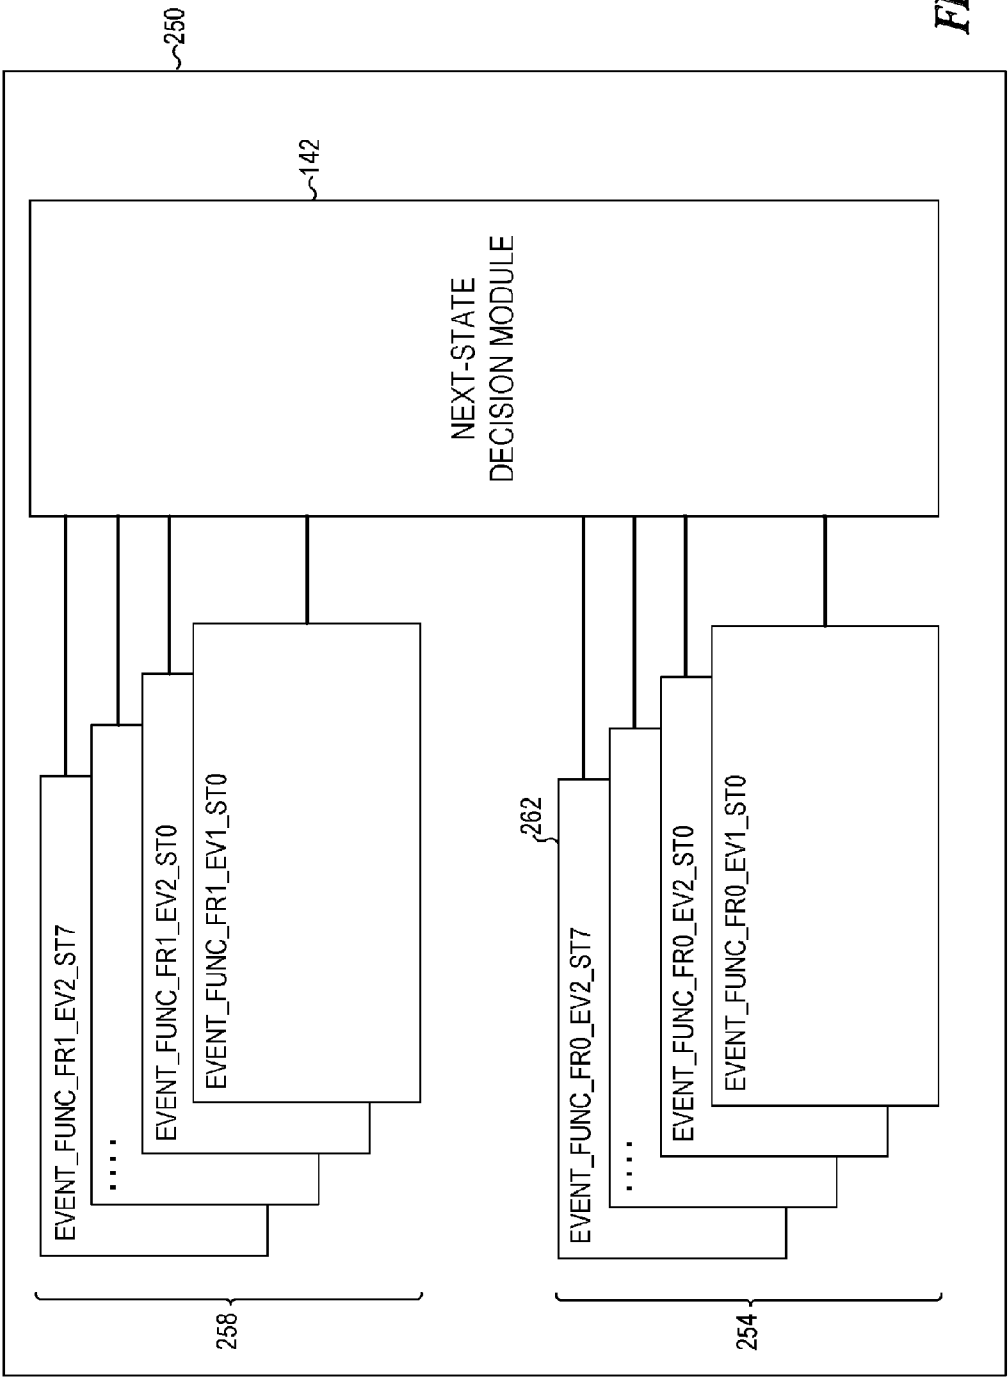 250
142
NEXT-STATE
DECISION MODULE
258
EVENT_FUNC_FR1_EV2_ST7
....
EVENT_FUNC_FR1_EV2_ST0
EVENT_FUNC_FR1_EV1_ST0
254
262
EVENT_FUNC_FR0_EV2_ST7
....
EVENT_FUNC_FR0_EV2_ST0
EVENT_FUNC_FR0_EV1_ST0